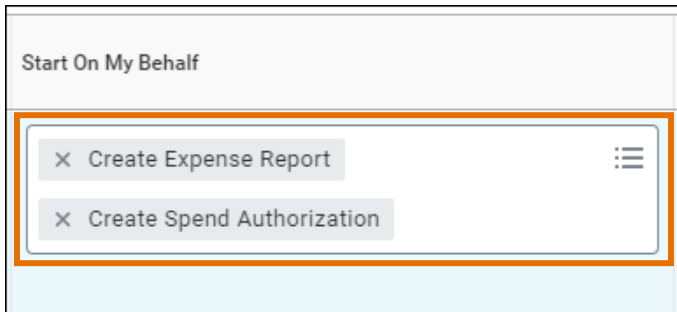 Start On My Behalf
× Create Expense Report
× Create Spend Authorization